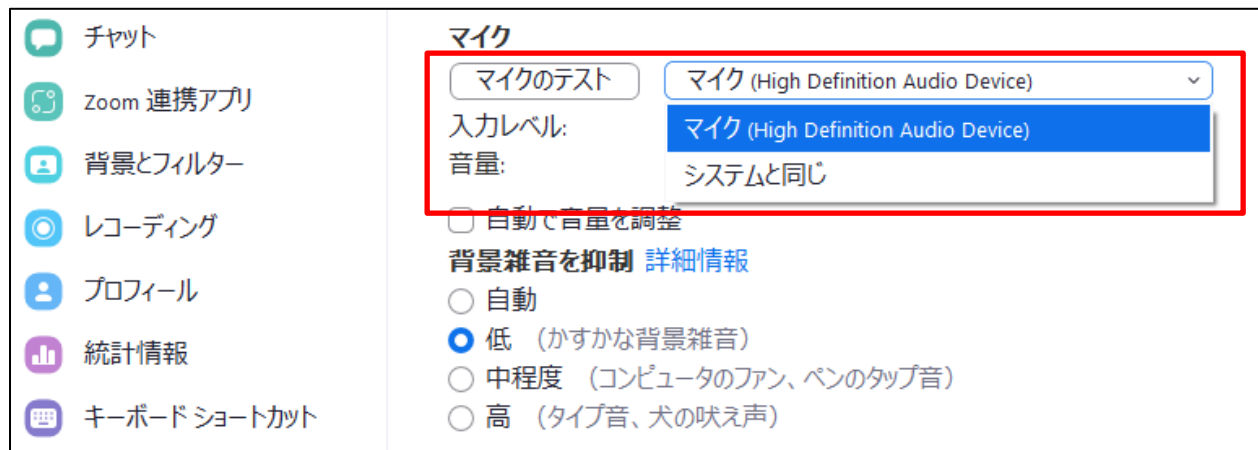 チャット
Zoom 連携アプリ
背景とフィルター
レコーディング
プロフィール
統計情報
キーボード ショートカット
マイク
マイクのテスト
マイク (High Definition Audio Device)
マイク (High Definition Audio Device)
システムと同じ
入力レベル:
音量:
自動で音量を調整
背景雑音を抑制 詳細情報
自動
低 (かすかな背景雑音)
中程度 (コンピュータのファン、ペンのタップ音)
高 (タイプ音、犬の吠え声)